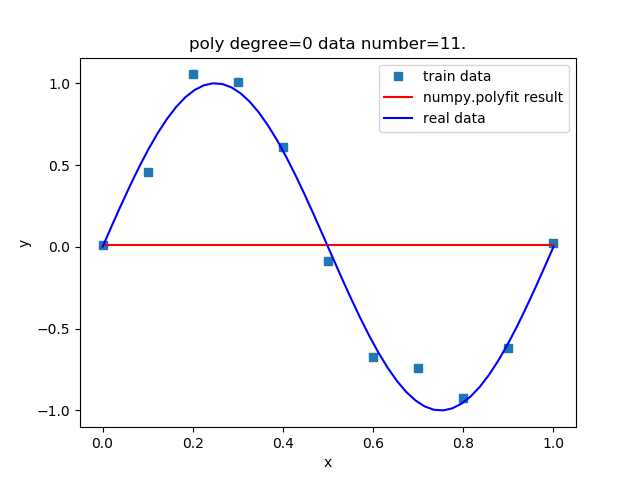 poly degree=0 data number=11.
train data
numpy.polyfit result
real data
1.0
0.5
0.0
−0.5
−1.0
y
0.0 0.2 0.4 0.6 0.8 1.0
x